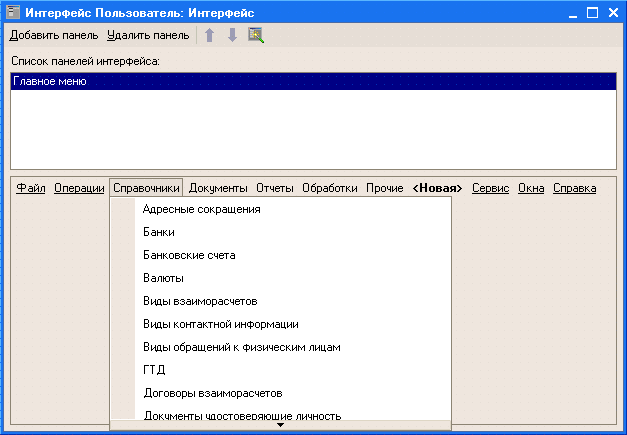 Интерфейс Пользователь: Интерфейс
Добавить панель Удалить панель
Список панелей интерфейса:
Главное меню
Файл Операции Справочники Документы Отчеты Обработки Прочие <Новая> Сервис Окна Справка
Адресные сокращения
Банки
Банковские счета
Валюты
Виды взаиморасчетов
Виды контактной информации
Виды обращений к физическим лицам
ГТД
Договоры взаиморасчетов
Документы удостоверяющие личность